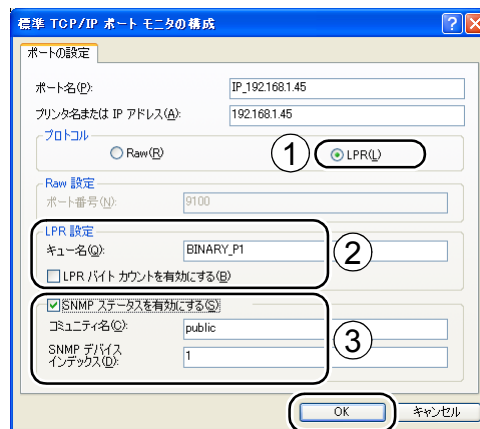 標準 TCP/IP ポート モニタの構成
ポートの設定
ポート名(P): IP_192.168.1.45
プリンタ名または IP アドレス(A): 192.168.1.45
プロトコル
Raw(R) 1 LPR(L)
Raw 設定
ポート番号(N): 9100
LPR 設定
キュー名(Q): BINARY_P1
2
LPR バイト カウントを有効にする(B)
SNMP ステータスを有効にする(S)
コミュニティ名(C): public
3
SNMP デバイス
インデックス(D): 1
OK キャンセル